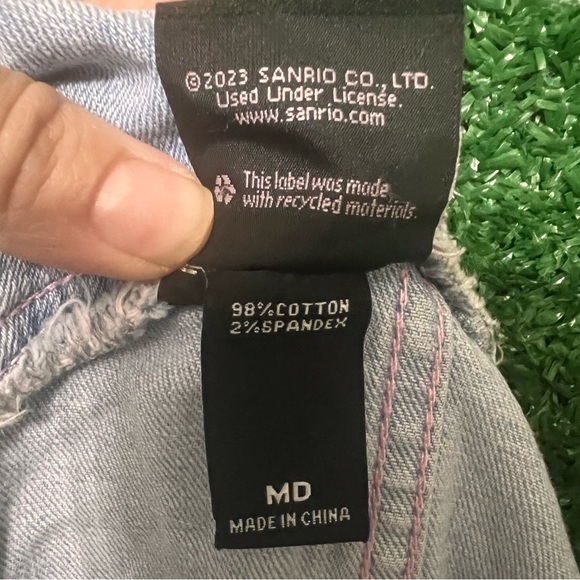 ©2023 SANRIO CO., LTD.
Used Under License.
www.sanrio.com
This label was made
with recycled materials.
98%COTTON
2%SPANDEX
MD
MADE IN CHINA